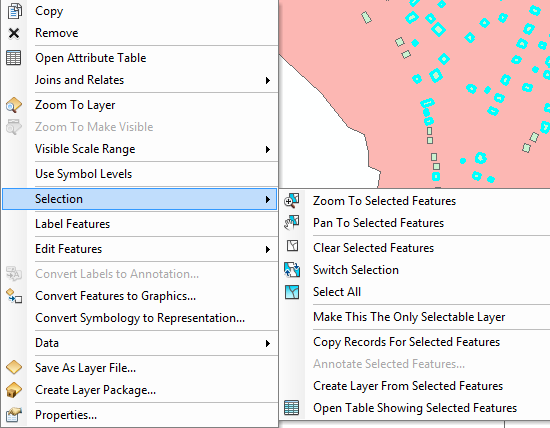 Copy
Remove
Open Attribute Table
Joins and Relates
Zoom To Layer
Zoom To Make Visible
Visible Scale Range
Use Symbol Levels
Selection
Label Features
Edit Features
Convert Labels to Annotation...
Convert Features to Graphics...
Convert Symbology to Representation...
Data
Save As Layer File...
Create Layer Package...
Properties...
Zoom To Selected Features
Pan To Selected Features
Clear Selected Features
Switch Selection
Select All
Make This The Only Selectable Layer
Copy Records For Selected Features
Annotate Selected Features...
Create Layer From Selected Features
Open Table Showing Selected Features